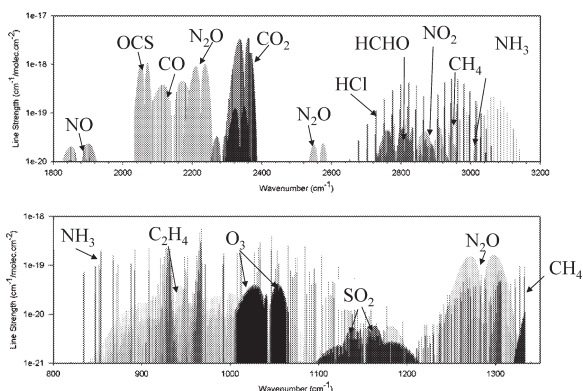 1e-17
1e-18
1e-19
1e-20
Line Strength (cm⁻¹/molec.cm⁻²)
NO
OCS
CO
N₂O
CO₂
N₂O
HCl
HCHO
NO₂
CH₄
NH₃
1800 2000 2200 2400 2600 2800 3000 3200
Wavenumber (cm⁻¹)
1e-18
1e-19
1e-20
1e-21
Line Strength (cm⁻¹/molec.cm⁻²)
NH₃
C₂H₄
O₃
SO₂
N₂O
CH₄
800 900 1000 1100 1200 1300
Wavenumber (cm⁻¹)